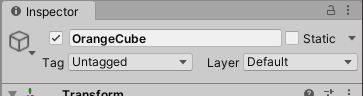 Inspector
OrangeCube Static
Tag Untagged Layer Default
Transform